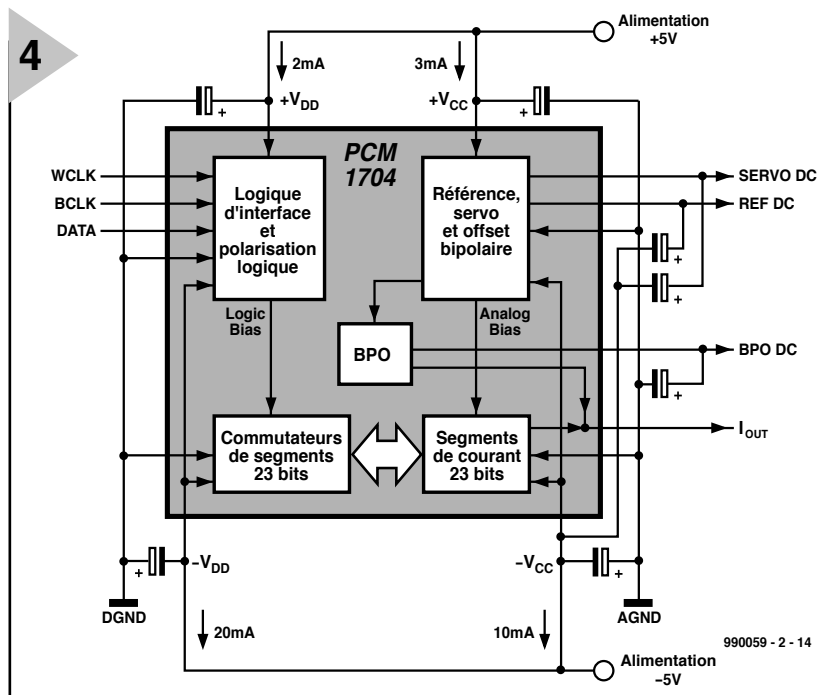 4
Alimentation
+5V
2mA
3mA
+
+VDD
+VCC
+
PCM
1704
WCLK
BCLK
DATA
Logique
d'interface
et
polarisation
logique
Référence,
servo
et offset
bipolaire
SERVO DC
REF DC
+
+
Logic
Bias
Analog
Bias
BPO
BPO DC
+
IOUT
Commutateurs
de segments
23 bits
Segments
de courant
23 bits
+
−VDD
−VCC
+
DGND
AGND
20mA
10mA
990059 - 2 - 14
Alimentation
−5V